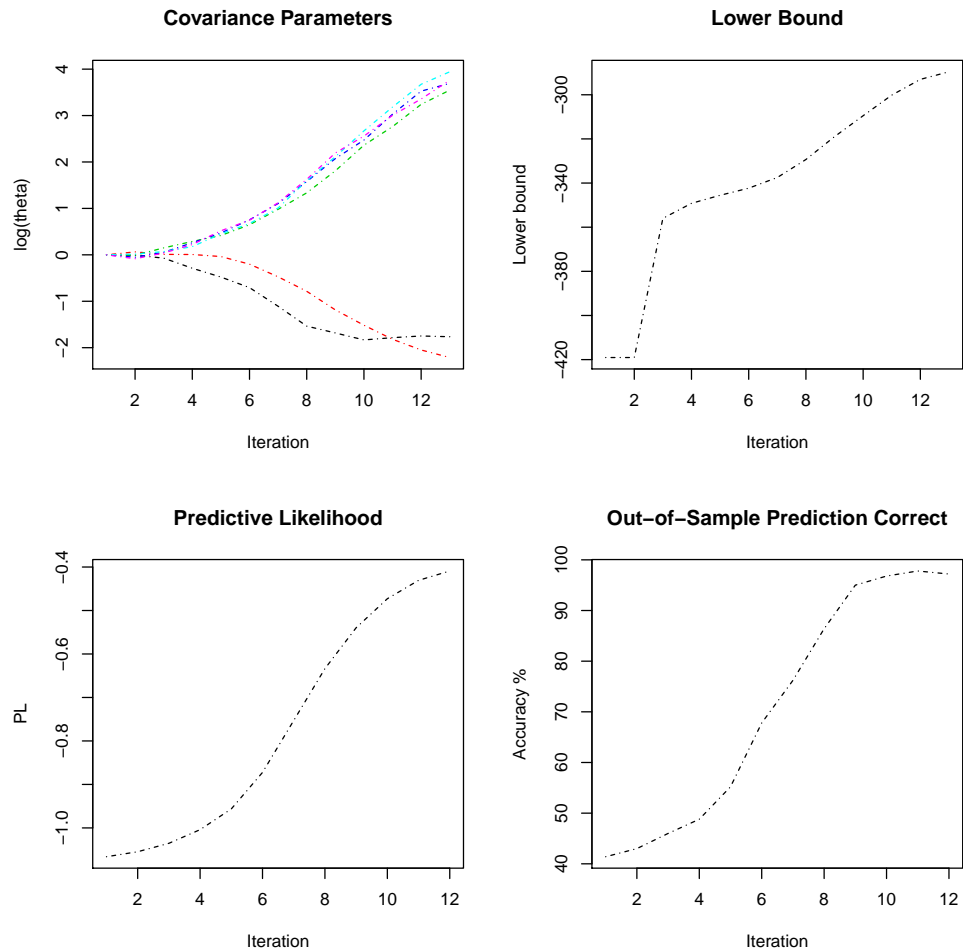 Covariance Parameters
log(theta)
4
3
2
1
0
−1
−2
2 4 6 8 10 12
Iteration
Lower Bound
Lower bound
−300
−340
−380
−420
2 4 6 8 10 12
Iteration
Predictive Likelihood
PL
−0.4
−0.6
−0.8
−1.0
2 4 6 8 10 12
Iteration
Out−of−Sample Prediction Correct
Accuracy %
100
90
80
70
60
50
40
2 4 6 8 10 12
Iteration